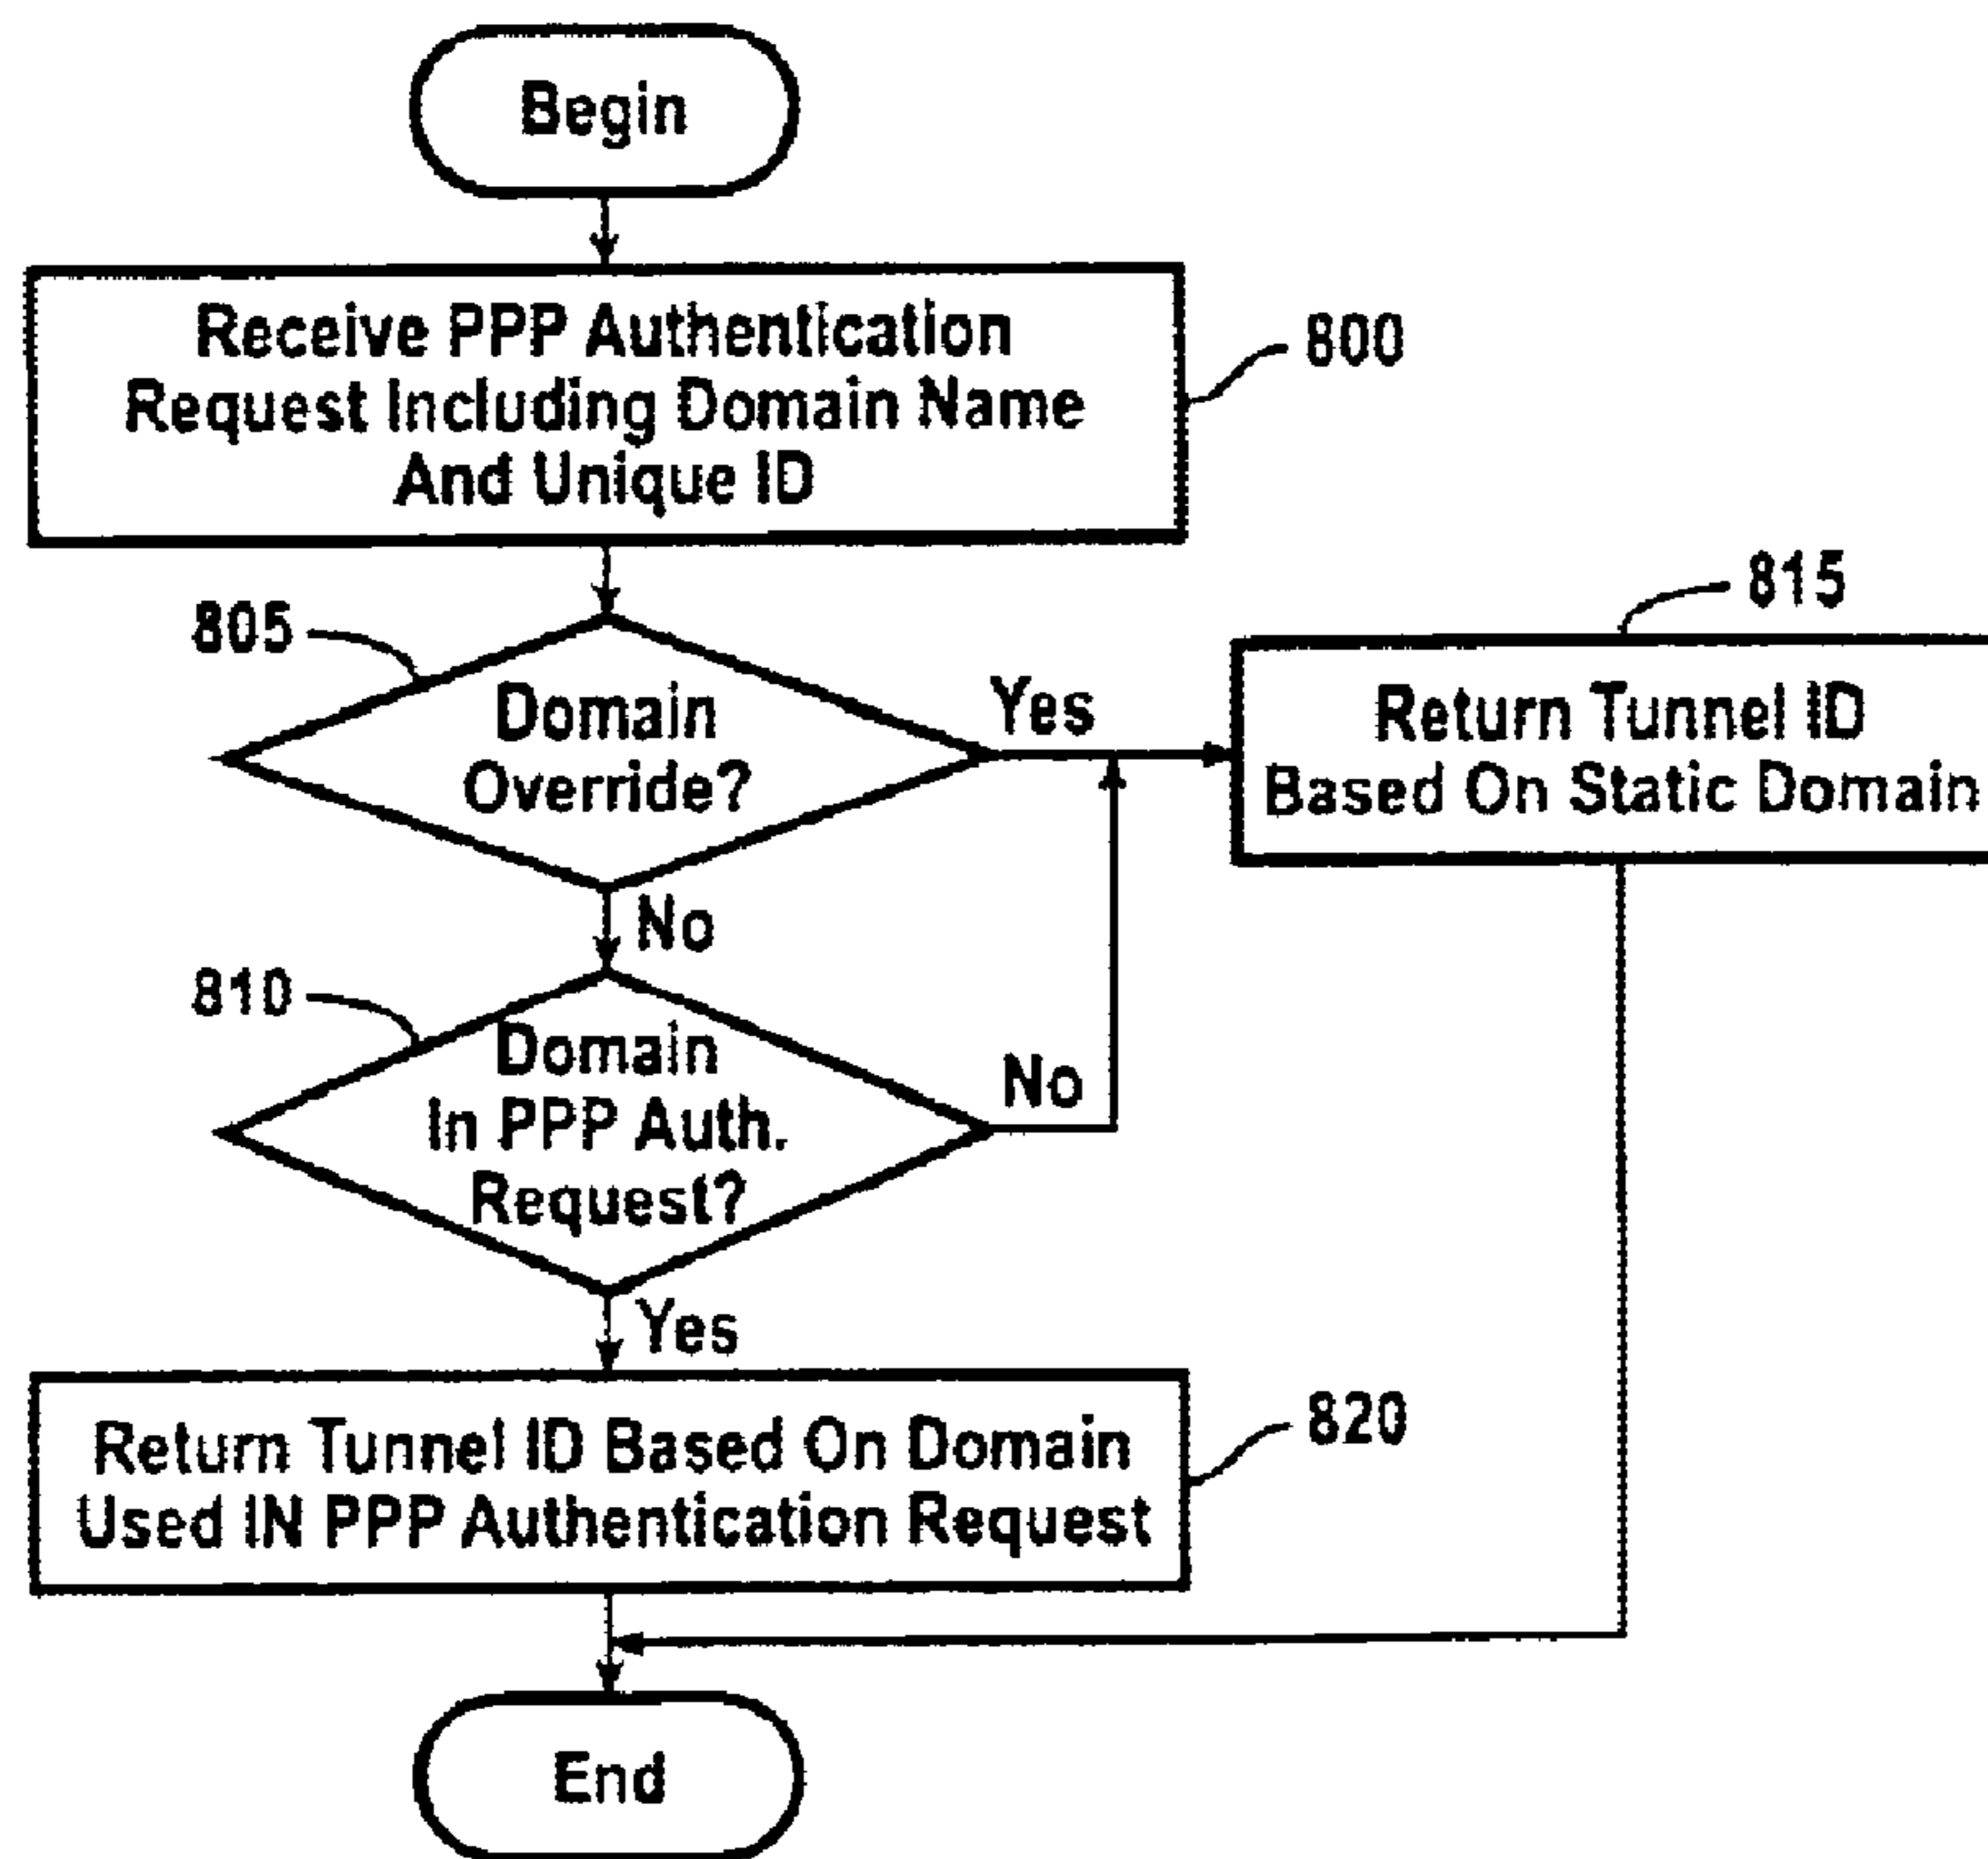 Begin
Receive PPP Authentication
Request Including Domain Name
And Unique ID
800
805
Domain
Override?
Yes
815
Return Tunnel ID
Based On Static Domain
No
810
Domain
In PPP Auth.
Request?
No
Yes
Return Tunnel ID Based On Domain
Used IN PPP Authentication Request
820
End